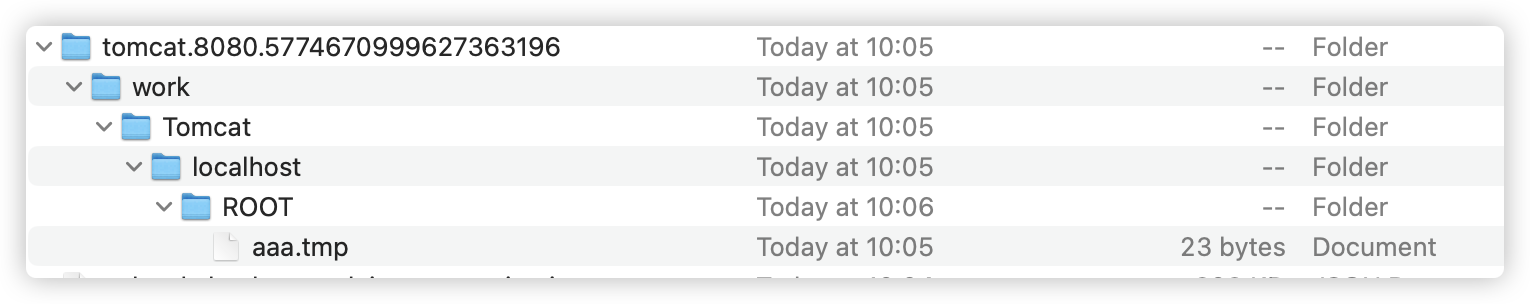 tomcat.8080.5774670999627363196 Today at 10:05 -- Folder
work Today at 10:05 -- Folder
Tomcat Today at 10:05 -- Folder
localhost Today at 10:05 -- Folder
ROOT Today at 10:06 -- Folder
aaa.tmp Today at 10:05 23 bytes Document